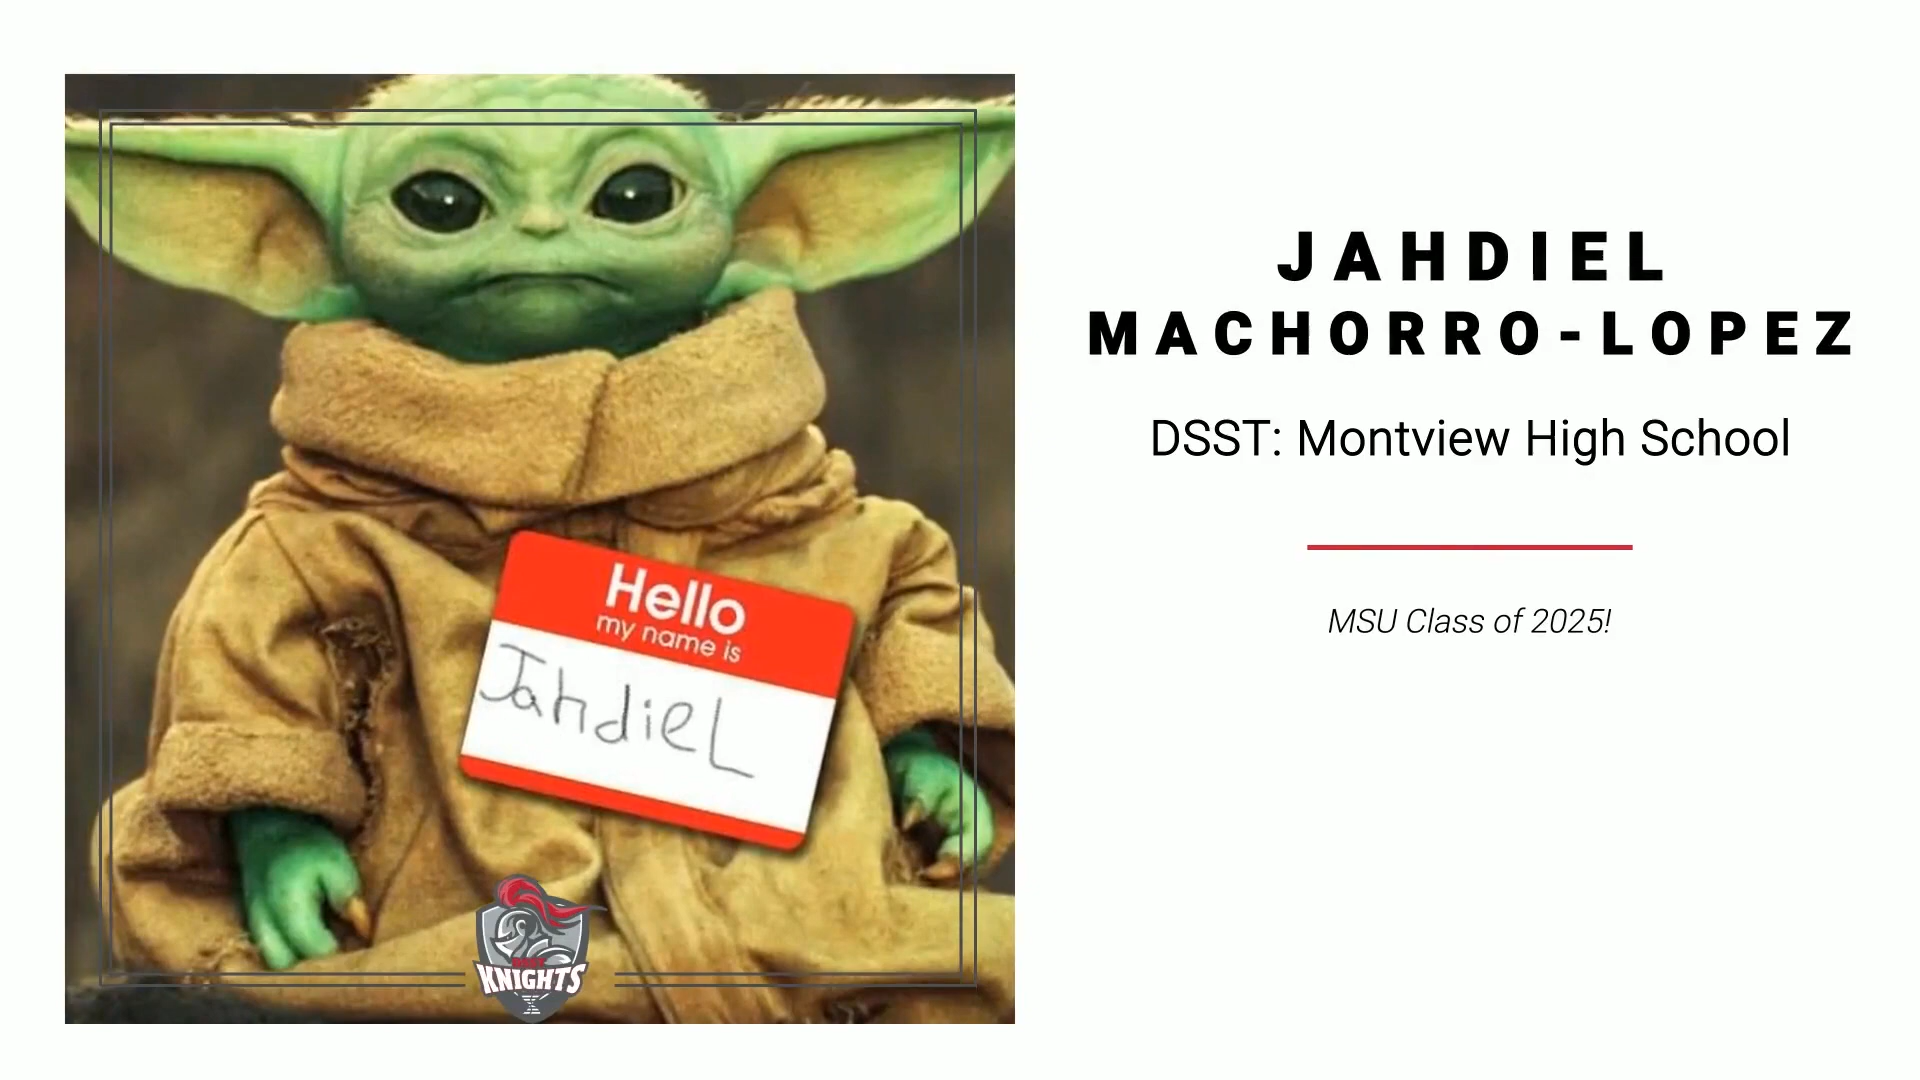 JAHDIEL
MACHORRO-LOPEZ
DSST: Montview High School
MSU Class of 2025!
Hello
my name is
JahdieL
KNIGHTS